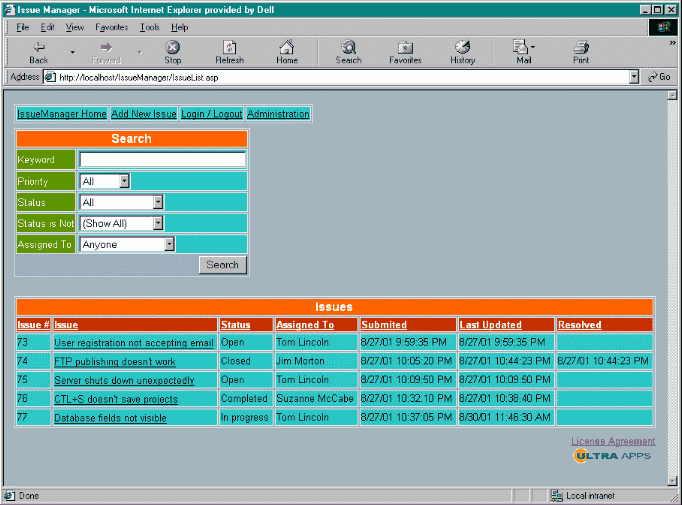 Issue Manager - Microsoft Internet Explorer provided by Dell
File Edit View Favorites Tools Help
Back Forward Stop Refresh Home Search Favorites History Mail Print
Address http://localhost/IssueManager/IssueList.asp Go
IssueManager Home Add New Issue Login / Logout Administration
Search
Keyword
Priority All
Status All
Status is Not (Show All)
Assigned To Anyone
Search
Issues
Issue # Issue Status Assigned To Submited Last Updated Resolved
73 User registration not accepting email Open Tom Lincoln 8/27/01 9:59:35 PM 8/27/01 9:59:35 PM
74 FTP publishing doesn't work Closed Jim Morton 8/27/01 10:05:20 PM 8/27/01 10:44:23 PM 8/27/01 10:44:23 PM
75 Server shuts down unexpectedly Open Tom Lincoln 8/27/01 10:09:50 PM 8/27/01 10:09:50 PM
76 CTL+S doesn't save projects Completed Suzanne McCabe 8/27/01 10:32:10 PM 8/27/01 10:38:40 PM
77 Database fields not visible In progress Tom Lincoln 8/27/01 10:37:05 PM 8/30/01 11:46:30 AM
License Agreement
ULTRA APPS
Done Local intranet